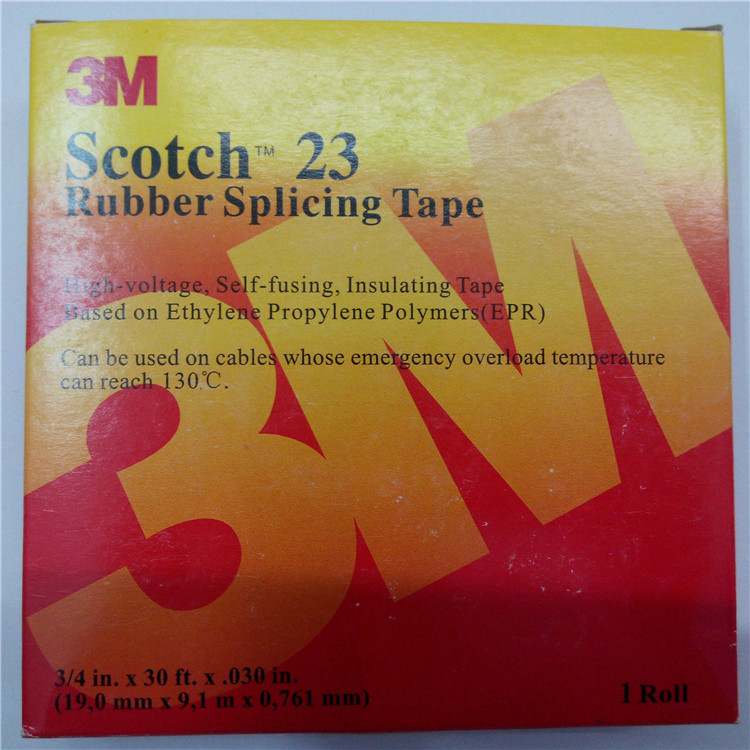 3M
Scotch™ 23
Rubber Splicing Tape
High-voltage, Self-fusing, Insulating Tape
Based on Ethylene Propylene Polymers(EPR)
Can be used on cables whose emergency overload temperature
can reach 130℃.
3M
3/4 in. x 30 ft. x .030 in.
(19,0 mm x 9,1 m x 0,761 mm)
1 Roll